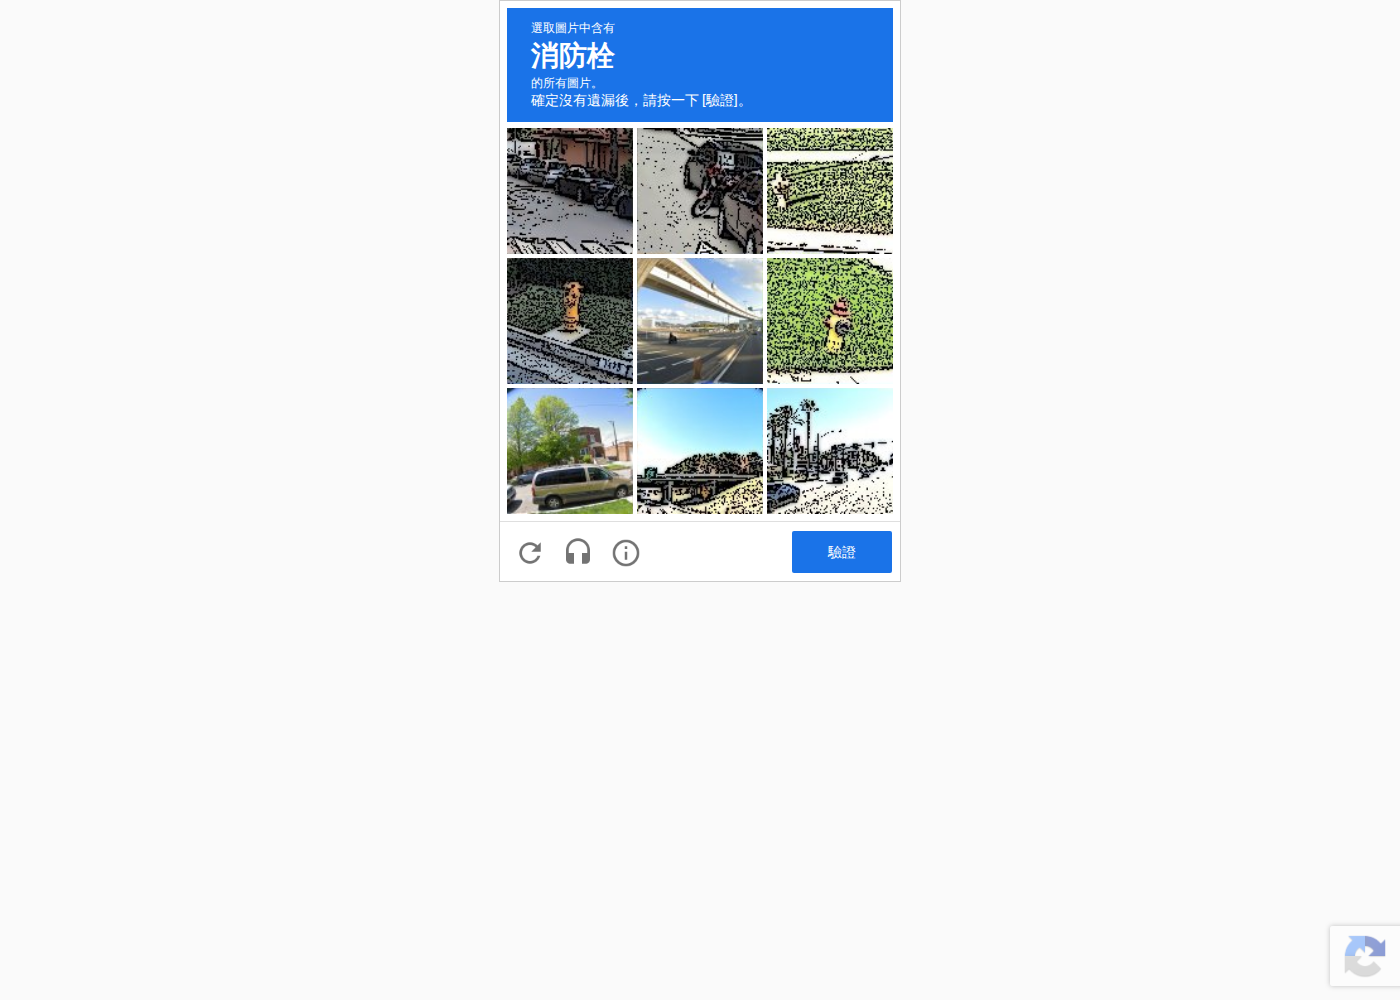 選取圖片中含有
消防栓
的所有圖片。
確定沒有遺漏後，請按一下 [驗證]。
驗證